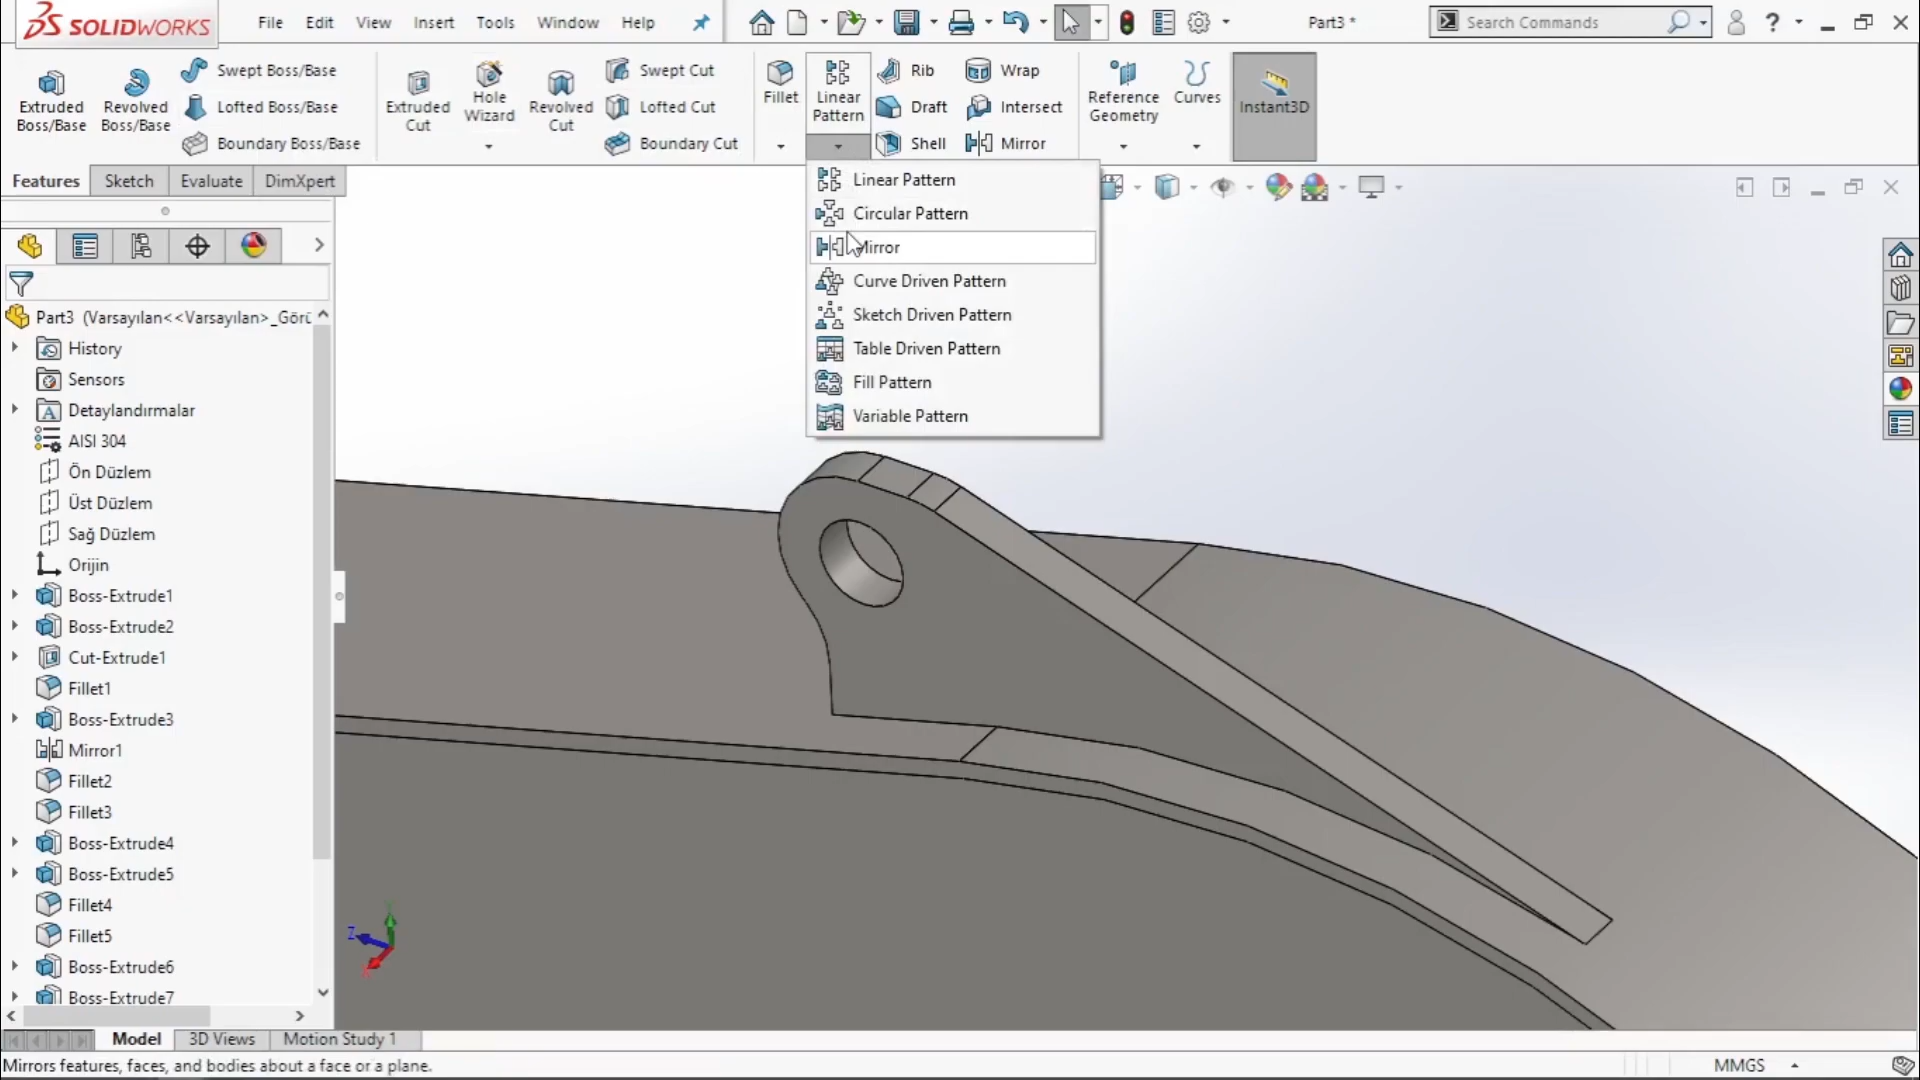 SOLIDWORKS File Edit View Insert Tools Window Help Part3 * Search Commands ?
Extruded Boss/Base
Revolved Boss/Base
Swept Boss/Base
Lofted Boss/Base
Boundary Boss/Base
Extruded Cut
Hole Wizard
Revolved Cut
Swept Cut
Lofted Cut
Boundary Cut
Fillet
Linear Pattern
Rib
Draft
Shell
Wrap
Intersect
Mirror
Reference Geometry
Curves
Instant3D
Features Sketch Evaluate DimXpert
Linear Pattern
Circular Pattern
Curve Driven Pattern
Sketch Driven Pattern
Table Driven Pattern
Fill Pattern
Variable Pattern
Part3 (Varsayılan<<Varsayılan>_Görü
History
Sensors
Detaylandırmalar
AISI 304
Ön Düzlem
Üst Düzlem
Sağ Düzlem
Orijin
Boss-Extrude1
Boss-Extrude2
Cut-Extrude1
Fillet1
Boss-Extrude3
Mirror1
Fillet2
Fillet3
Boss-Extrude4
Boss-Extrude5
Fillet4
Fillet5
Boss-Extrude6
Boss-Extrude7
Z
Model 3D Views Motion Study 1
Mirrors features, faces, and bodies about a face or a plane. MMGS